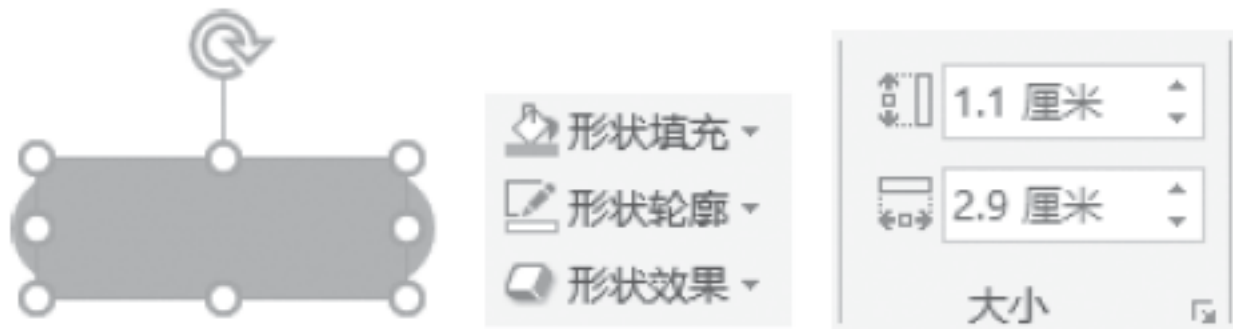 形状填充
形状轮廓
形状效果
1.1 厘米
2.9 厘米
大小